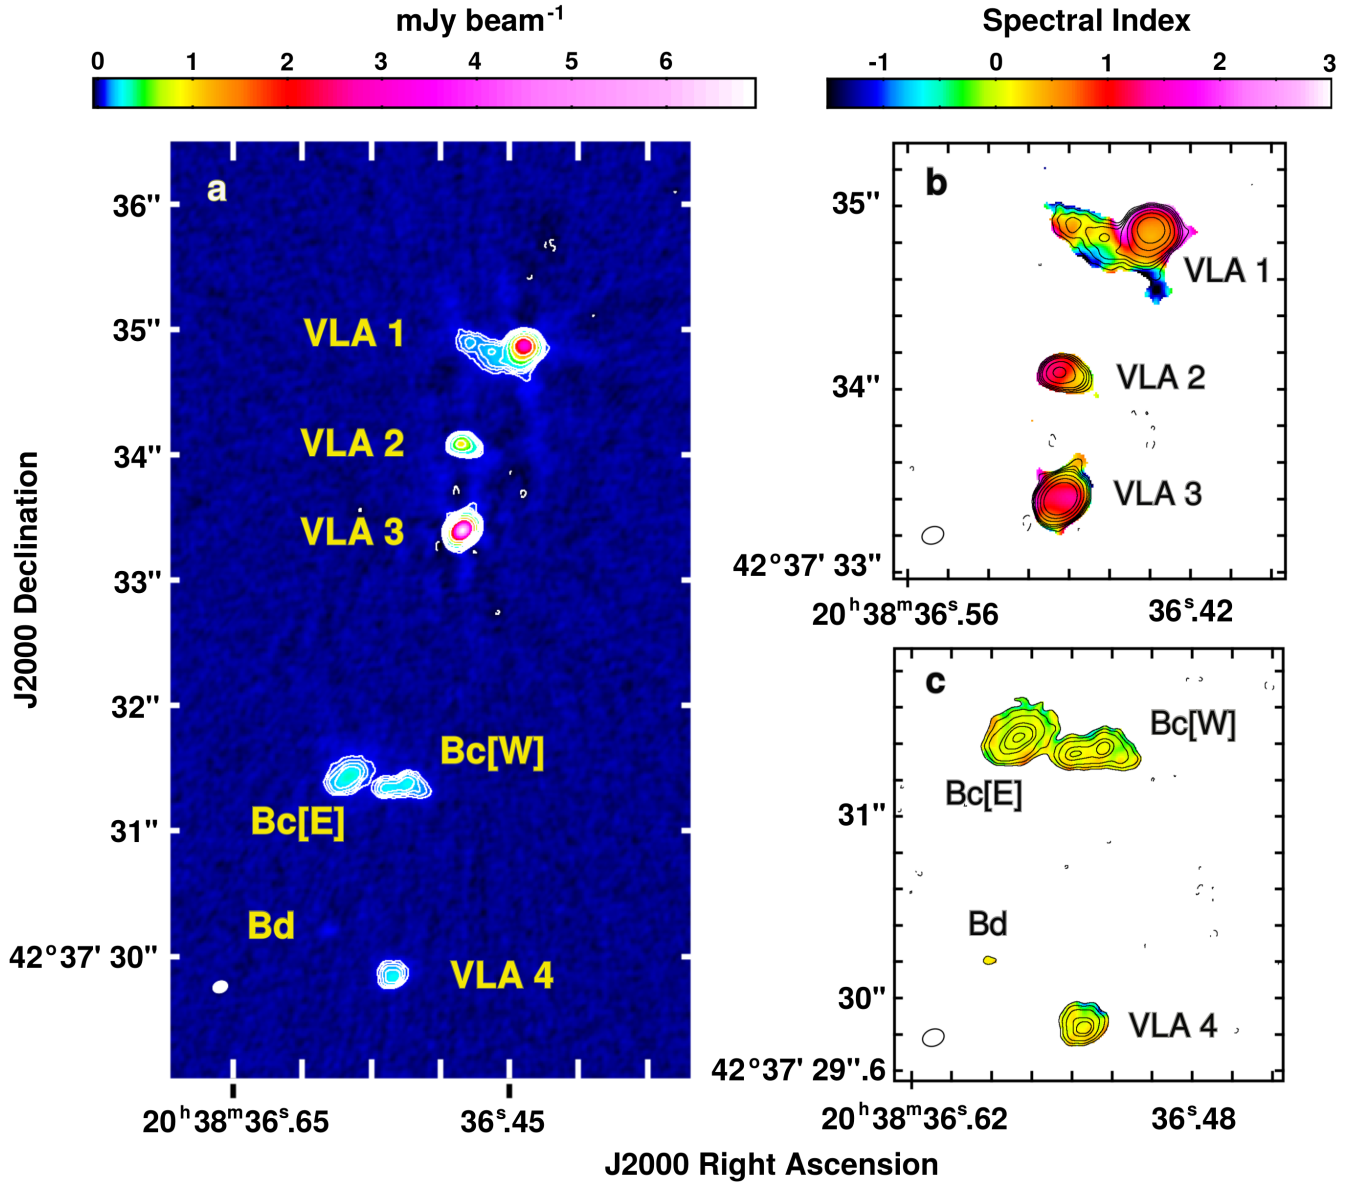 mJy beam⁻¹
0 1 2 3 4 5 6
Spectral Index
-1 0 1 2 3
a
36"
35"
34"
33"
32"
31"
42°37' 30"
VLA 1
VLA 2
VLA 3
Bc[W]
Bc[E]
Bd
VLA 4
J2000 Declination
20ʰ38ᵐ36ˢ.65
36ˢ.45
b
35"
34"
42°37' 33"
VLA 1
VLA 2
VLA 3
20ʰ38ᵐ36ˢ.56
36ˢ.42
c
31"
30"
42°37' 29".6
Bc[W]
Bc[E]
Bd
VLA 4
20ʰ38ᵐ36ˢ.62
36ˢ.48
J2000 Right Ascension